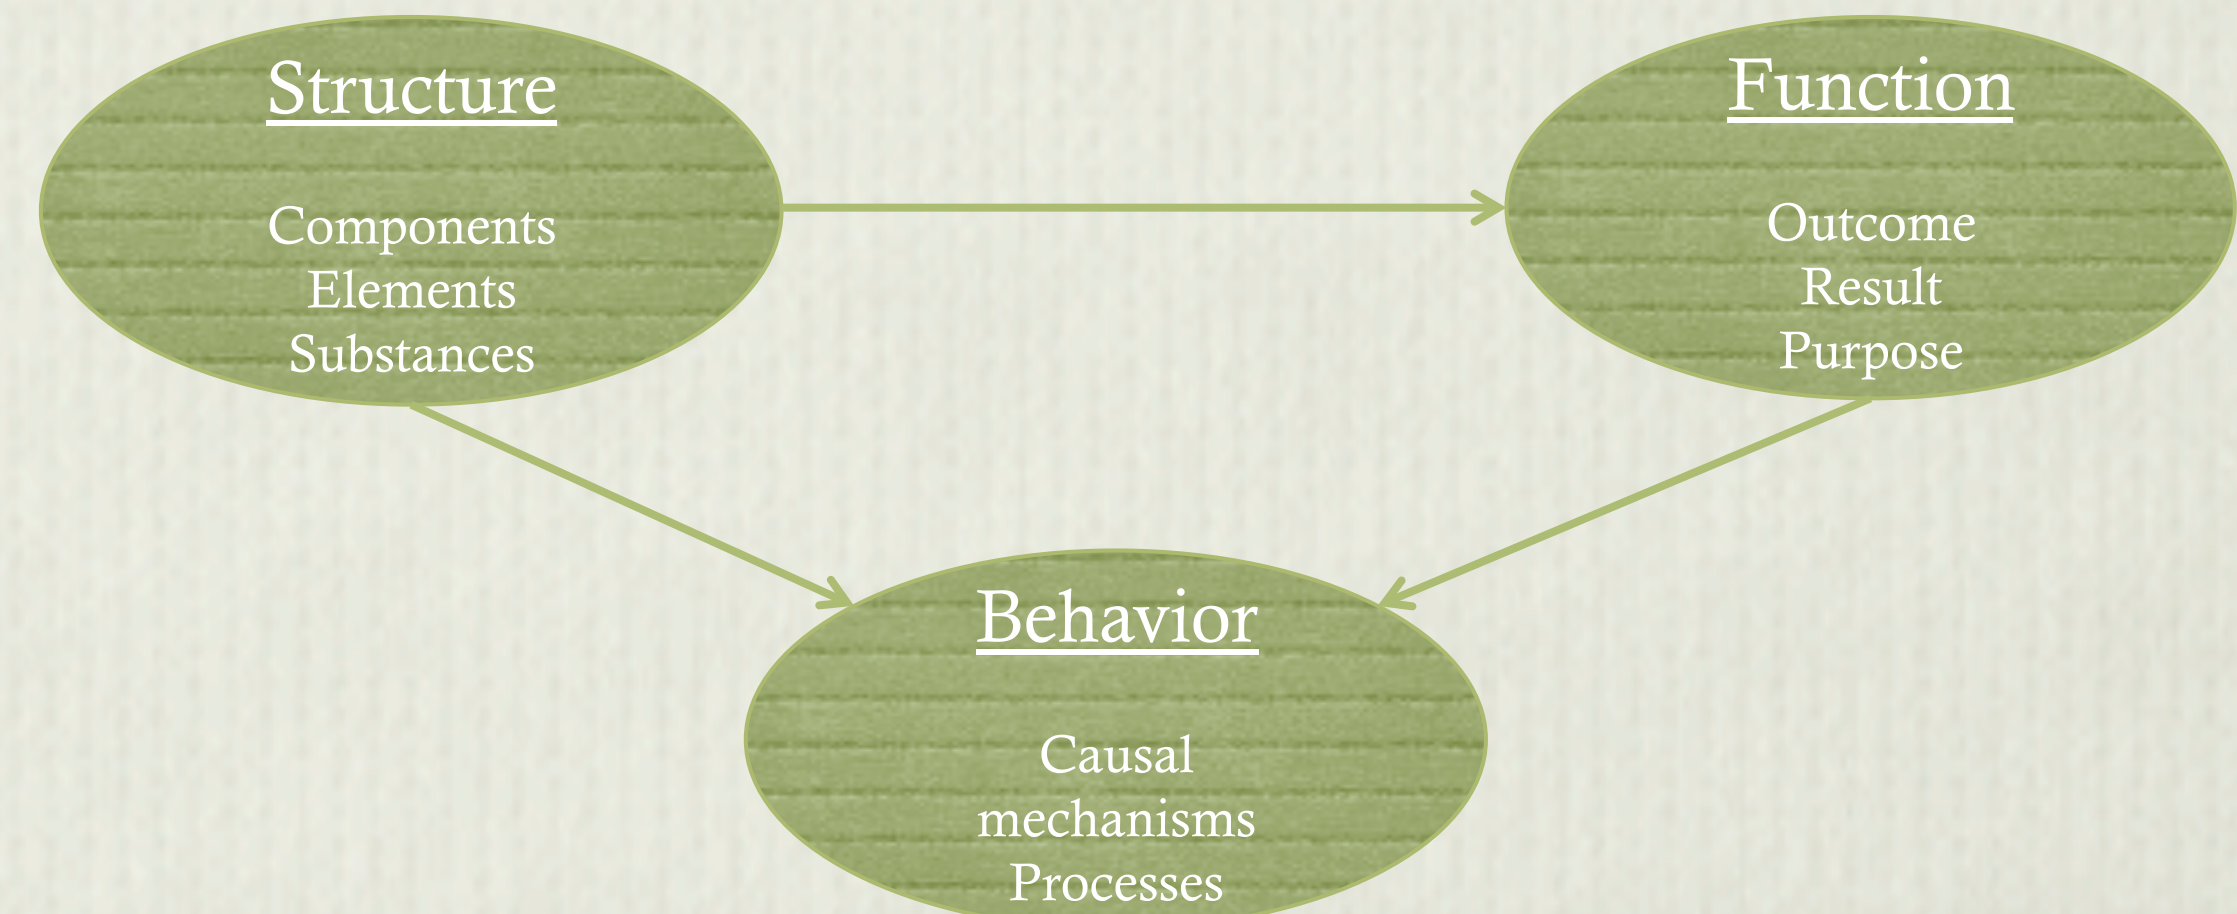 Structure
Components
Elements
Substances
Function
Outcome
Result
Purpose
Behavior
Causal
mechanisms
Processes